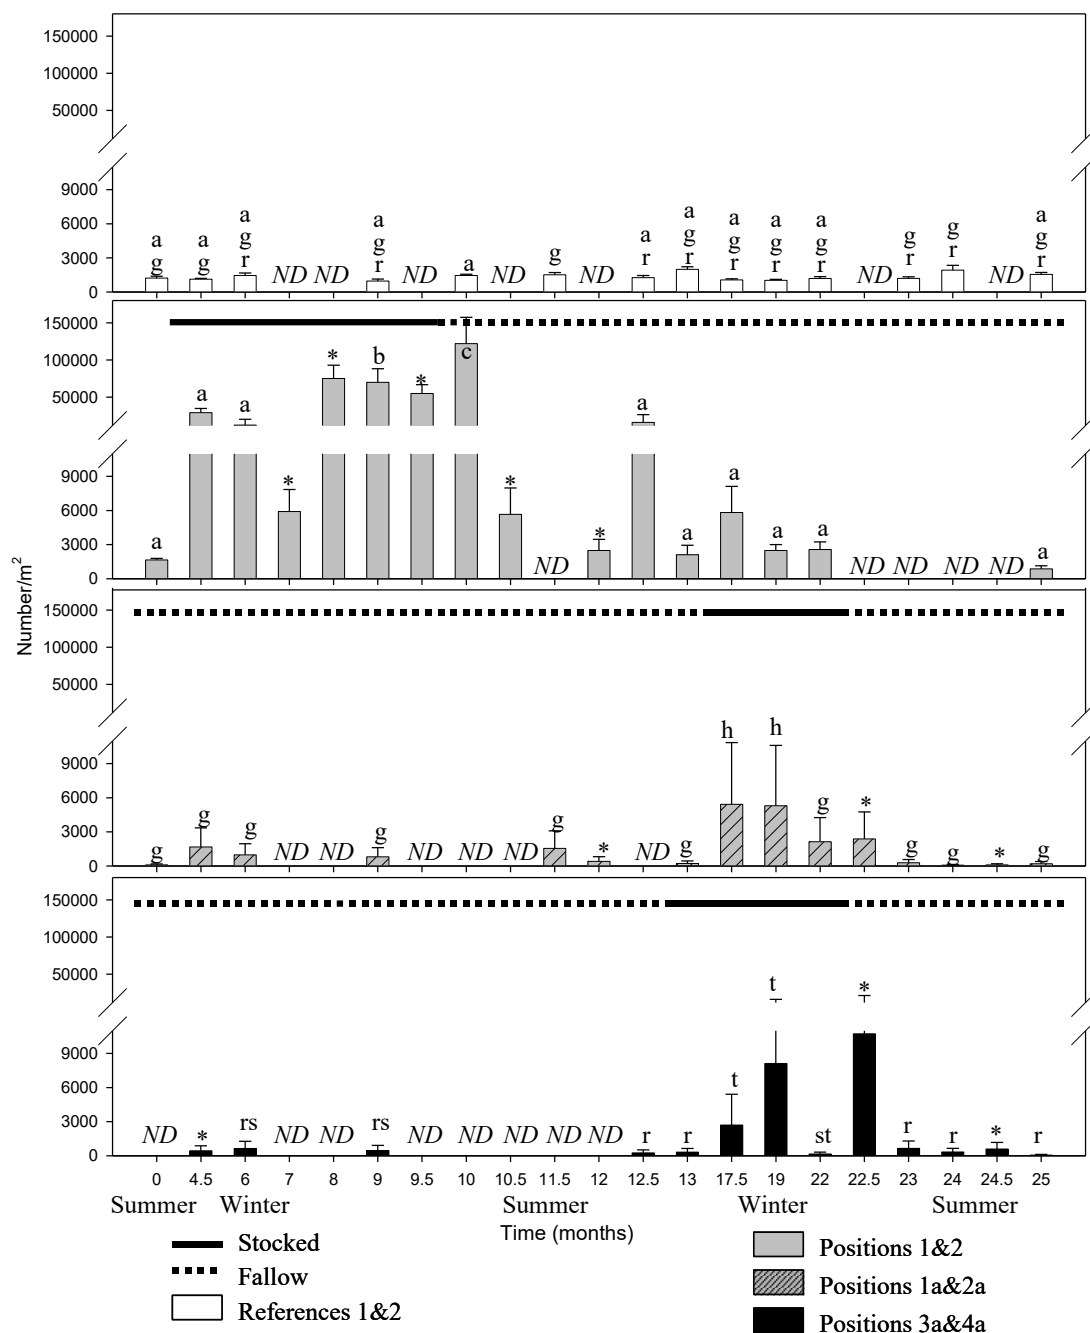 150000
100000
50000
a a a
a g a g a a a
a a g g g a r g g g g g g g
g g r ND ND r ND a ND ND r r r r ND r r ND r
9000
6000
3000
0
150000
100000
50000
* b * c
a a a
9000
6000
3000
0
a * * ND * a a a a ND ND ND ND a
Number/m2
150000
100000
50000
h h
9000
6000
3000
0
g g g ND ND g ND ND ND g * ND g g * g g * g
150000
100000
50000
t *
9000
6000
3000
0
ND * rs ND ND rs ND ND ND ND ND r r t st r r * r
0 4.5 6 7 8 9 9.5 10 10.5 11.5 12 12.5 13 17.5 19 22 22.5 23 24 24.5 25
Summer Winter Summer Winter Summer
Time (months)
Stocked
Fallow
References 1&2
Positions 1&2
Positions 1a&2a
Positions 3a&4a